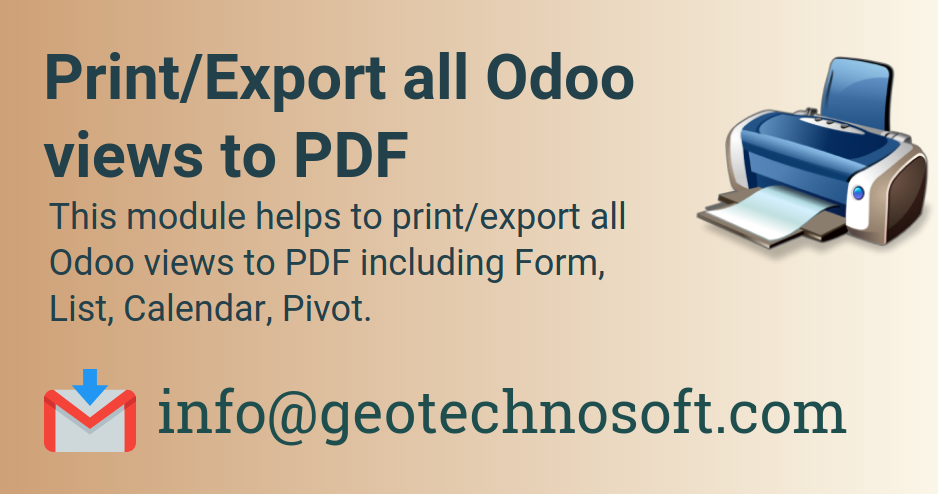 Print/Export all Odoo
views to PDF
This module helps to print/export all
Odoo views to PDF including Form,
List, Calendar, Pivot.
info@geotechnosoft.com